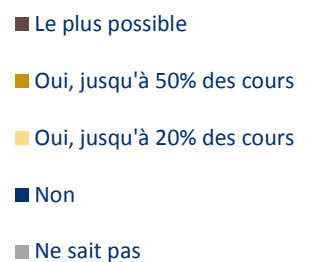 Le plus possible
Oui, jusqu'à 50% des cours
Oui, jusqu'à 20% des cours
Non
Ne sait pas